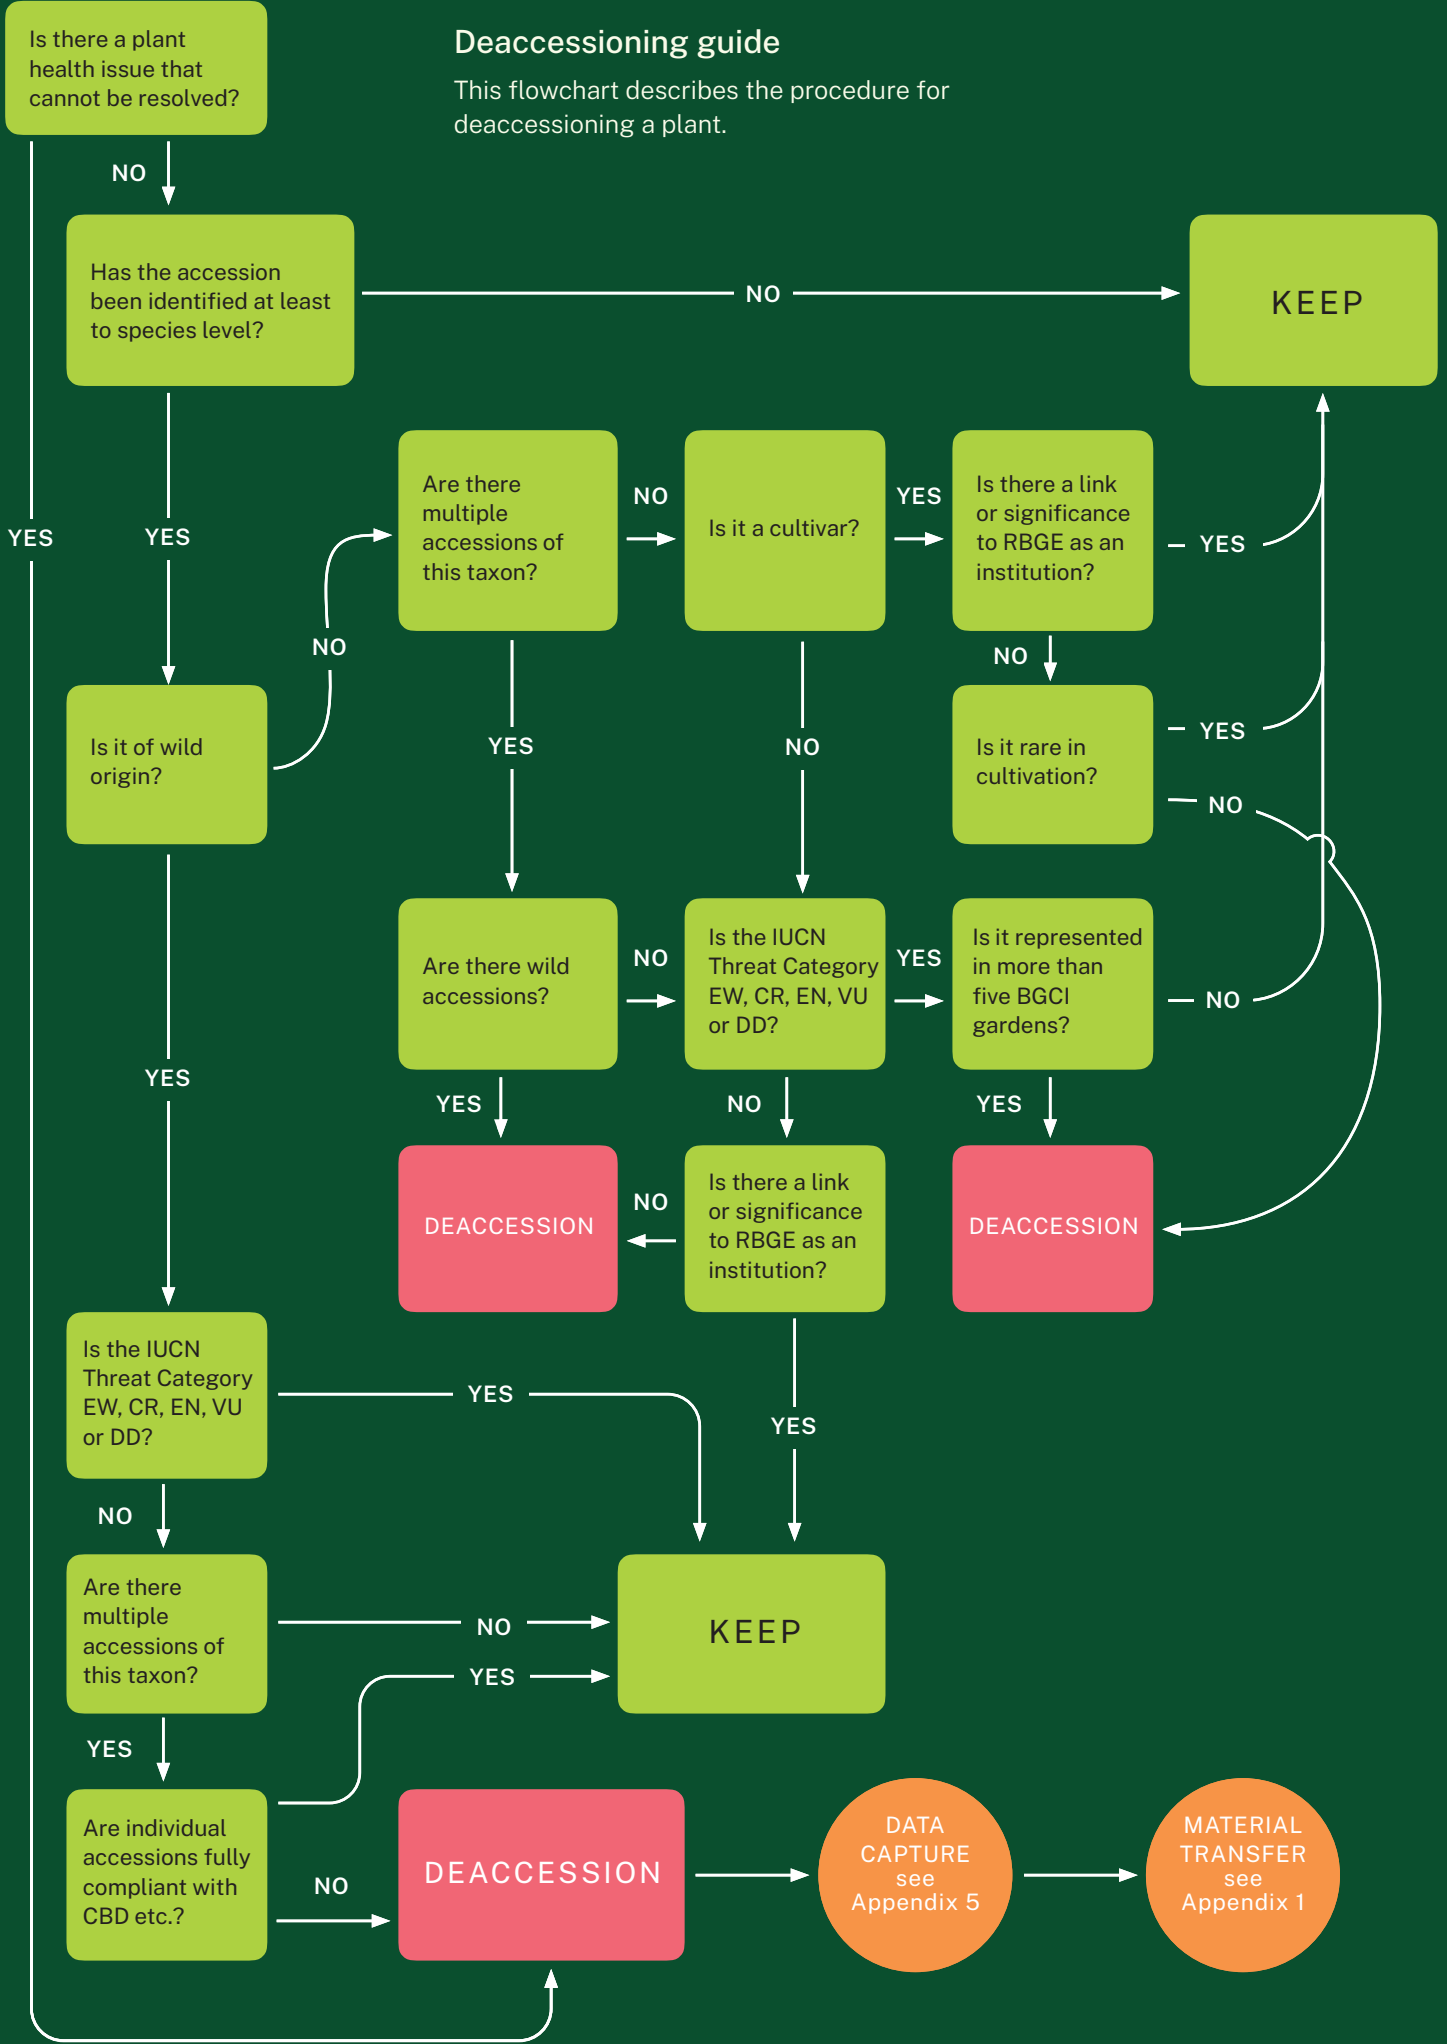 Is there a plant
health issue that
cannot be resolved?
Deaccessioning guide
This flowchart describes the procedure for
deaccessioning a plant.
NO
Has the accession
been identified at least
to species level?
NO
KEEP
YES
YES
Are there
multiple
accessions of
this taxon?
NO
Is it a cultivar?
YES
Is there a link
or significance
to RBGE as an
institution?
YES
NO
NO
Is it of wild
origin?
YES
NO
Is it rare in
cultivation?
YES
NO
Are there wild
accessions?
NO
Is the IUCN
Threat Category
EW, CR, EN, VU
or DD?
YES
Is it represented
in more than
five BGCI
gardens?
NO
YES
YES
NO
YES
DEACCESSION
NO
Is there a link
or significance
to RBGE as an
institution?
DEACCESSION
Is the IUCN
Threat Category
EW, CR, EN, VU
or DD?
YES
YES
NO
Are there
multiple
accessions of
this taxon?
NO
YES
KEEP
YES
Are individual
accessions fully
compliant with
CBD etc.?
NO
DEACCESSION
DATA
CAPTURE
see
Appendix 5
MATERIAL
TRANSFER
see
Appendix 1